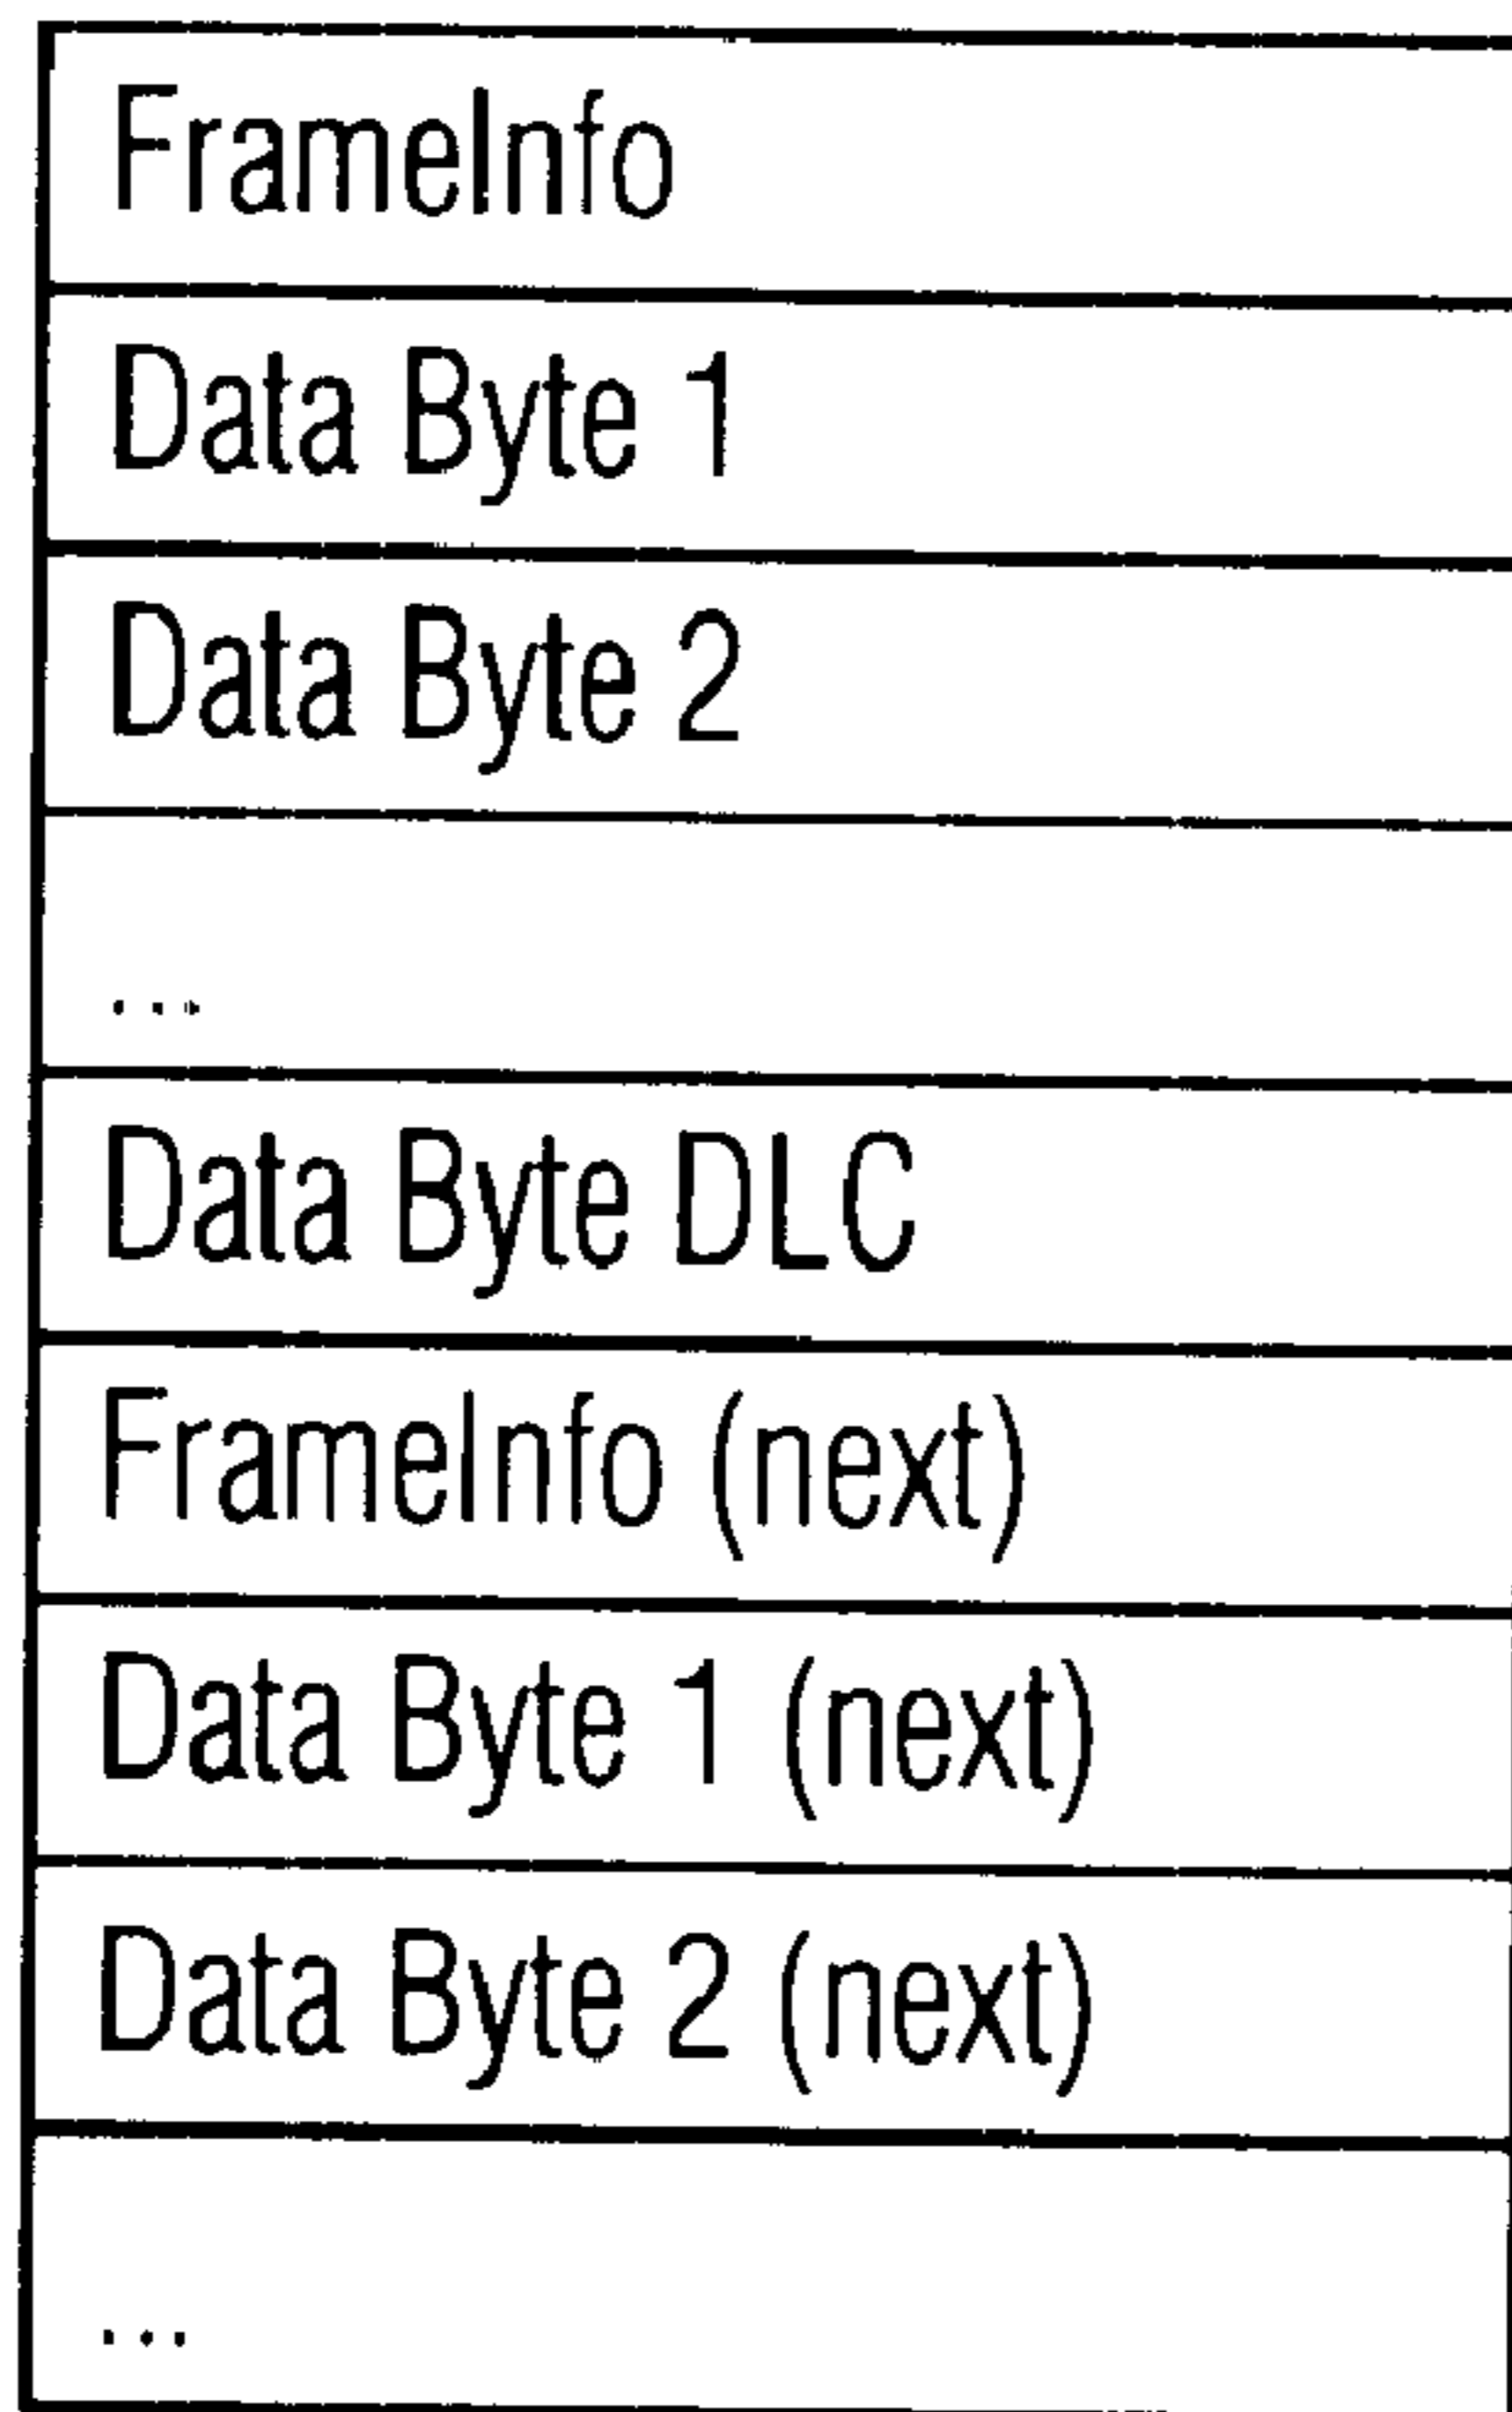 FrameInfo
Data Byte 1
Data Byte 2
...
Data Byte DLC
FrameInfo (next)
Data Byte 1 (next)
Data Byte 2 (next)
...